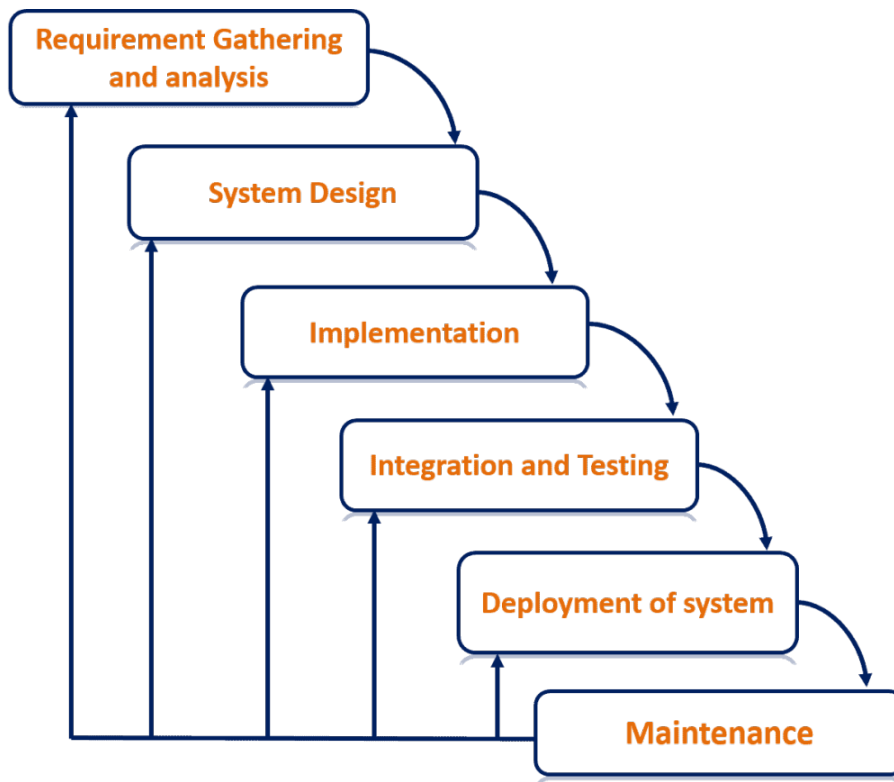 Requirement Gathering
and analysis
System Design
Implementation
Integration and Testing
Deployment of system
Maintenance